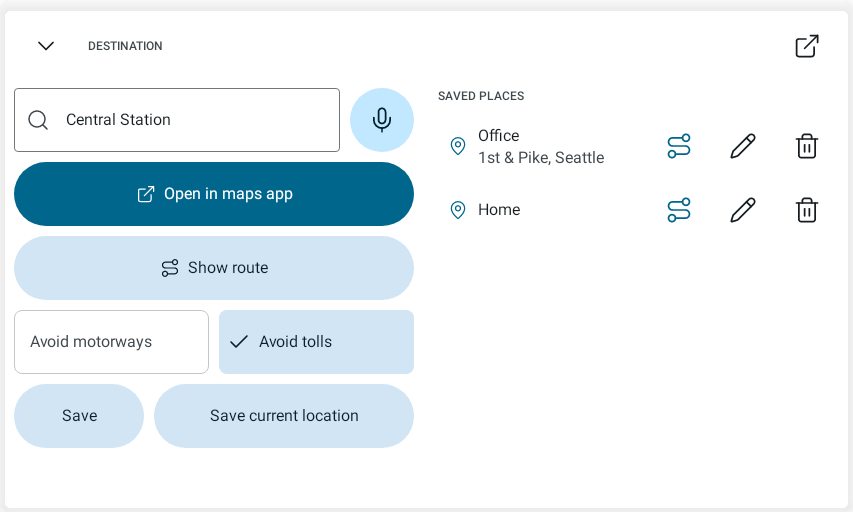 DESTINATION
Central Station
Open in maps app
Show route
Avoid motorways
Avoid tolls
Save
Save current location
SAVED PLACES
Office
1st & Pike, Seattle
Home